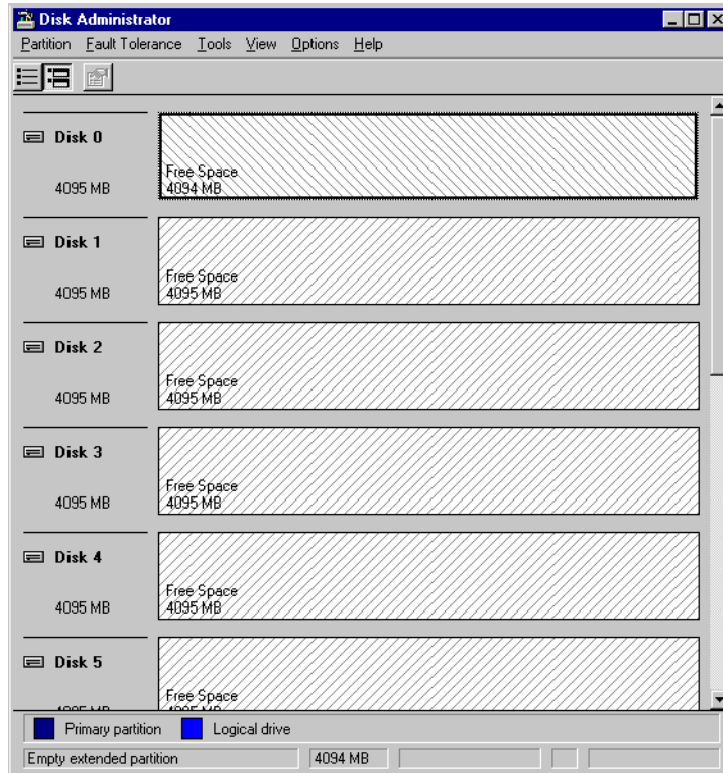 Disk Administrator
Partition Fault Tolerance Tools View Options Help
Disk 0
Free Space
4095 MB 4094 MB
Disk 1
Free Space
4095 MB 4095 MB
Disk 2
Free Space
4095 MB 4095 MB
Disk 3
Free Space
4095 MB 4095 MB
Disk 4
Free Space
4095 MB 4095 MB
Disk 5
Free Space
Primary partition Logical drive
Empty extended partition 4094 MB